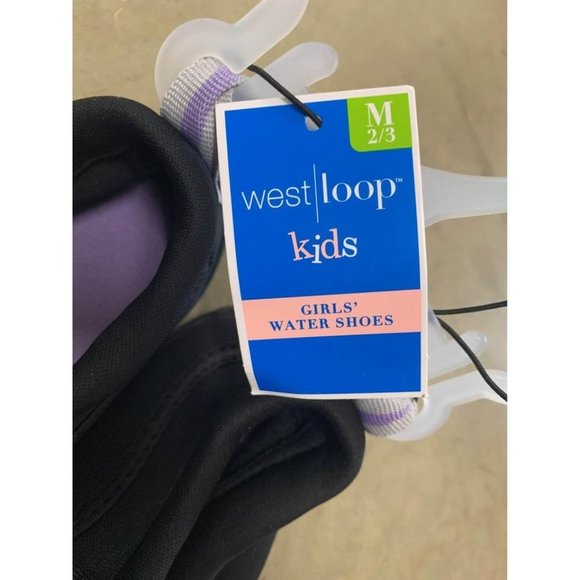 M
2/3
west|loop™
kids
GIRLS'
WATER SHOES